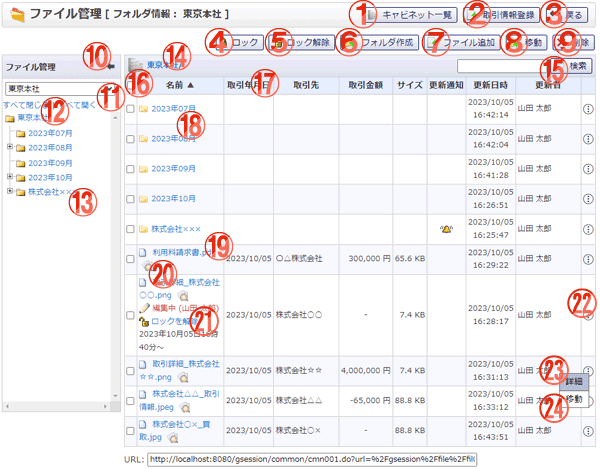 ファイル管理 [ フォルダ情報： 東京本社 ]
① キャビネット一覧 ② 取引情報登録 ③ 戻る
④ ロック ⑤ ロック解除 ⑥ フォルダ作成 ⑦ ファイル追加 ⑧ 移動 ⑨ 削除
ファイル管理 ⑩
東京本社 ⑪
すべて閉じる すべて開く
⑫
東京本社
2023年07月
2023年08月
2023年09月
2023年10月
株式会社×××
⑬
東京本社 ⑭
⑮ 検索
⑯ 名前 ▲ 取引年月日 ⑰ 取引先 取引金額 サイズ 更新通知 更新日時 更新者
2023年07月 ⑱ 2023/10/05 16:42:14 山田 太郎
2023年08月 2023/10/05 16:42:04 山田 太郎
2023年09月 2023/10/05 16:41:28 山田 太郎
2023年10月 2023/10/05 16:26:51 山田 太郎
株式会社××× 2023/10/05 16:25:47 山田 太郎
利用料請求書.p ⑲ 2023/10/05 〇△株式会社 300,000 円 65.6 KB 2023/10/05 16:29:22 山田 太郎
⑳
詳細_株式会社
〇〇.png
編集中 (山田 太郎)
ロックを解除 ㉑
2023年10月05日 時
40分～
2023/10/05 株式会社〇〇 - 7.4 KB 2023/10/05 16:28:17 山田 太郎 ㉒
取引詳細_株式会社
☆☆.png
2023/10/05 株式会社☆☆ 4,000,000 円 7.4 KB 2023/10/05 16:31:13 山田 太郎 ㉓
詳細
株式会社△△_取引
情報.jpeg
2023/10/05 株式会社△△ -65,000 円 88.8 KB 2023/10/05 16:33:12 山田 太郎 ㉔
移動
株式会社〇×_買
取.jpg
2023/10/05 株式会社〇× - 88.8 KB 2023/10/05 16:43:51 山田 太郎
URL: http://localhost:8080/gsession/common/cmn001.do?url=%2Fgsession%2Ffile%2Ffil